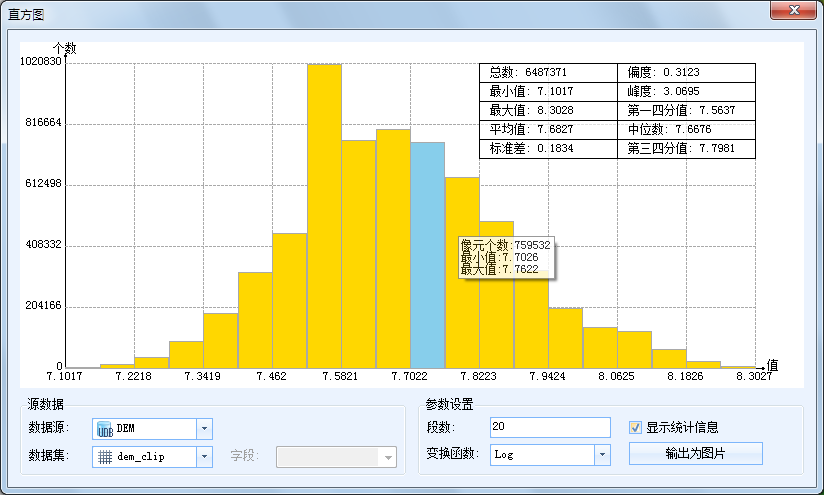 直方图
个数
1020830
816664
612498
408332
204166
0
7.1017 7.2218 7.3419 7.462 7.5821 7.7022 7.8223 7.9424 8.0625 8.1826 8.3027
值
总数: 6487371 偏度: 0.3123
最小值: 7.1017 峰度: 3.0695
最大值: 8.3028 第一四分值: 7.5637
平均值: 7.6827 中位数: 7.6676
标准差: 0.1834 第三四分值: 7.7981
像元个数:759532
最小值:7.7026
最大值:7.7622
源数据
数据源: UDB DEM
数据集: dem_clip 字段:
参数设置
段数: 20 显示统计信息
变换函数: Log 输出为图片